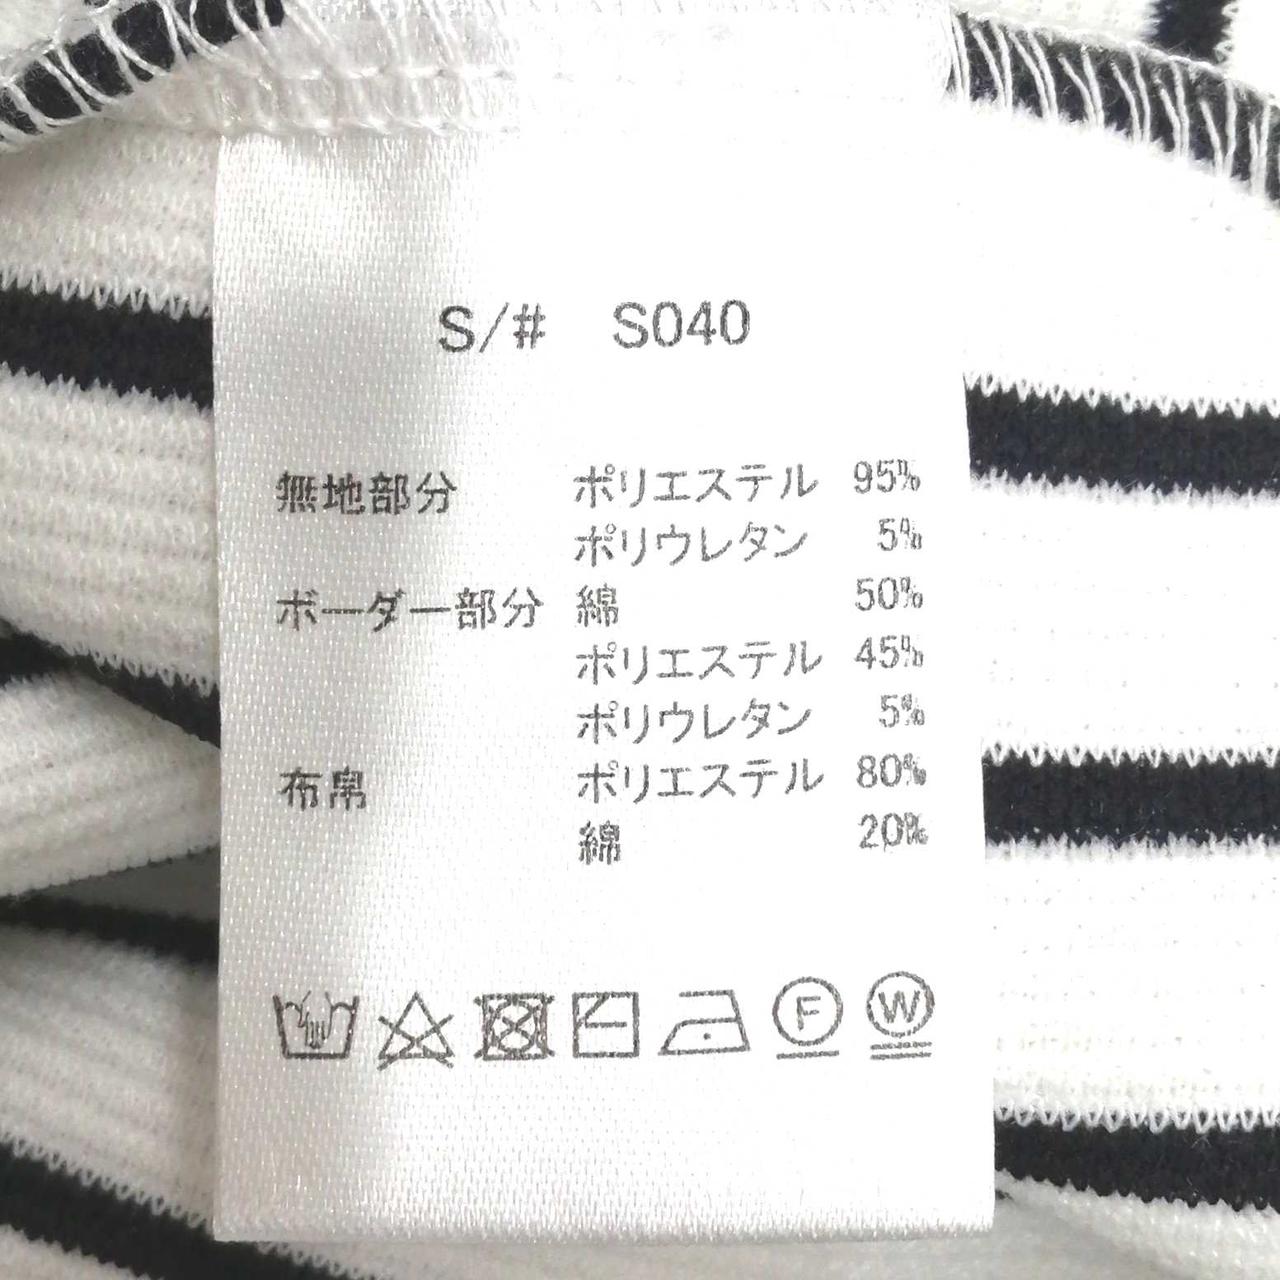 S/# S040
無地部分 ポリエステル 95%
ポリウレタン 5%
ボーダー部分 綿 50%
ポリエステル 45%
ポリウレタン 5%
布帛 ポリエステル 80%
綿 20%
F W